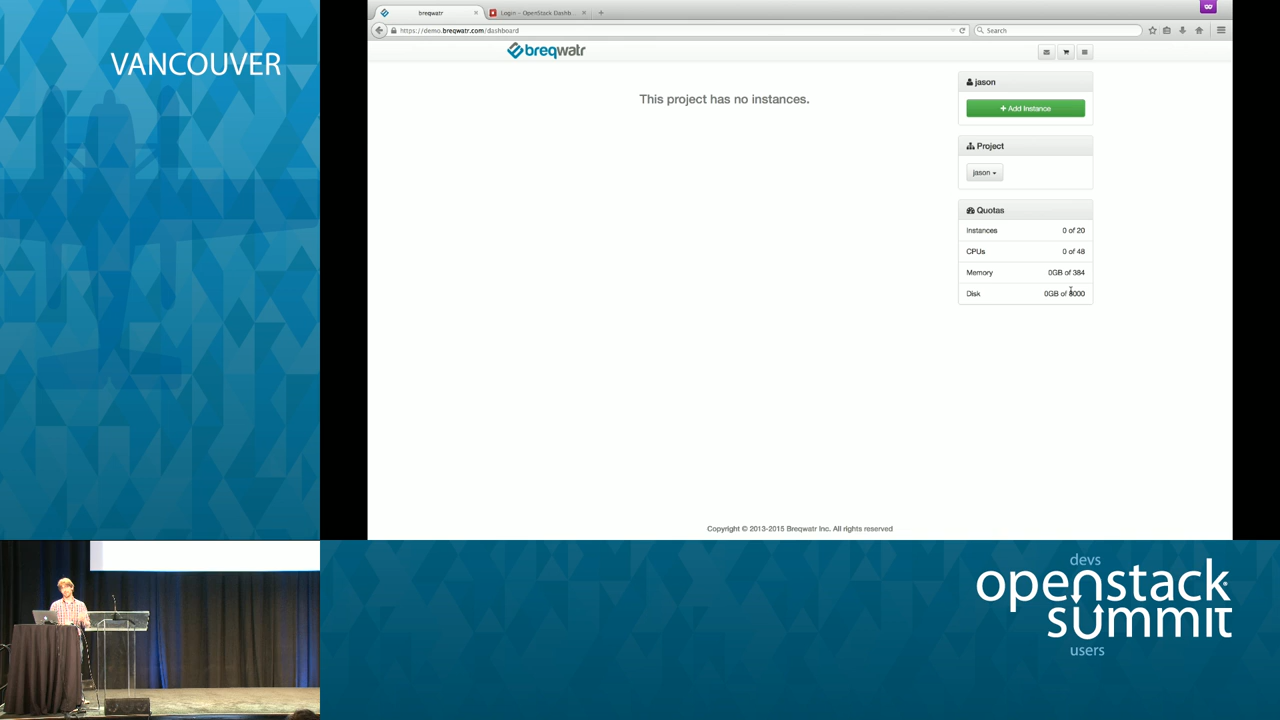 VANCOUVER
breqwatr
Login - OpenStack Dashb...
https://demo.breqwatr.com/dashboard
Search
breqwatr
This project has no instances.
jason
+ Add Instance
Project
jason
Quotas
Instances 0 of 20
CPUs 0 of 48
Memory 0GB of 384
Disk 0GB of 8000
Copyright © 2013-2015 Breqwatr Inc. All rights reserved
devs
openstack
summit
users